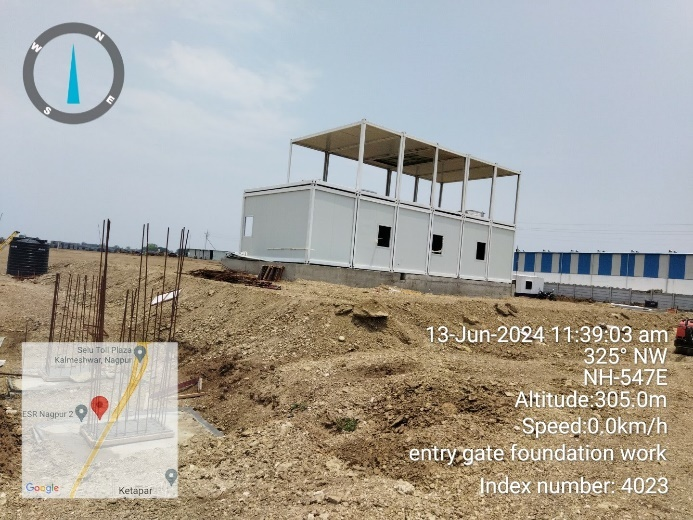 N
W
E
S
13-Jun-2024 11:39:03 am
325° NW
NH-547E
Altitude:305.0m
Speed:0.0km/h
entry gate foundation work
Index number: 4023
Selu Toll Plaza
Kalmeshwar, Nagpur
ESR Nagpur 2
Ketapar
Google